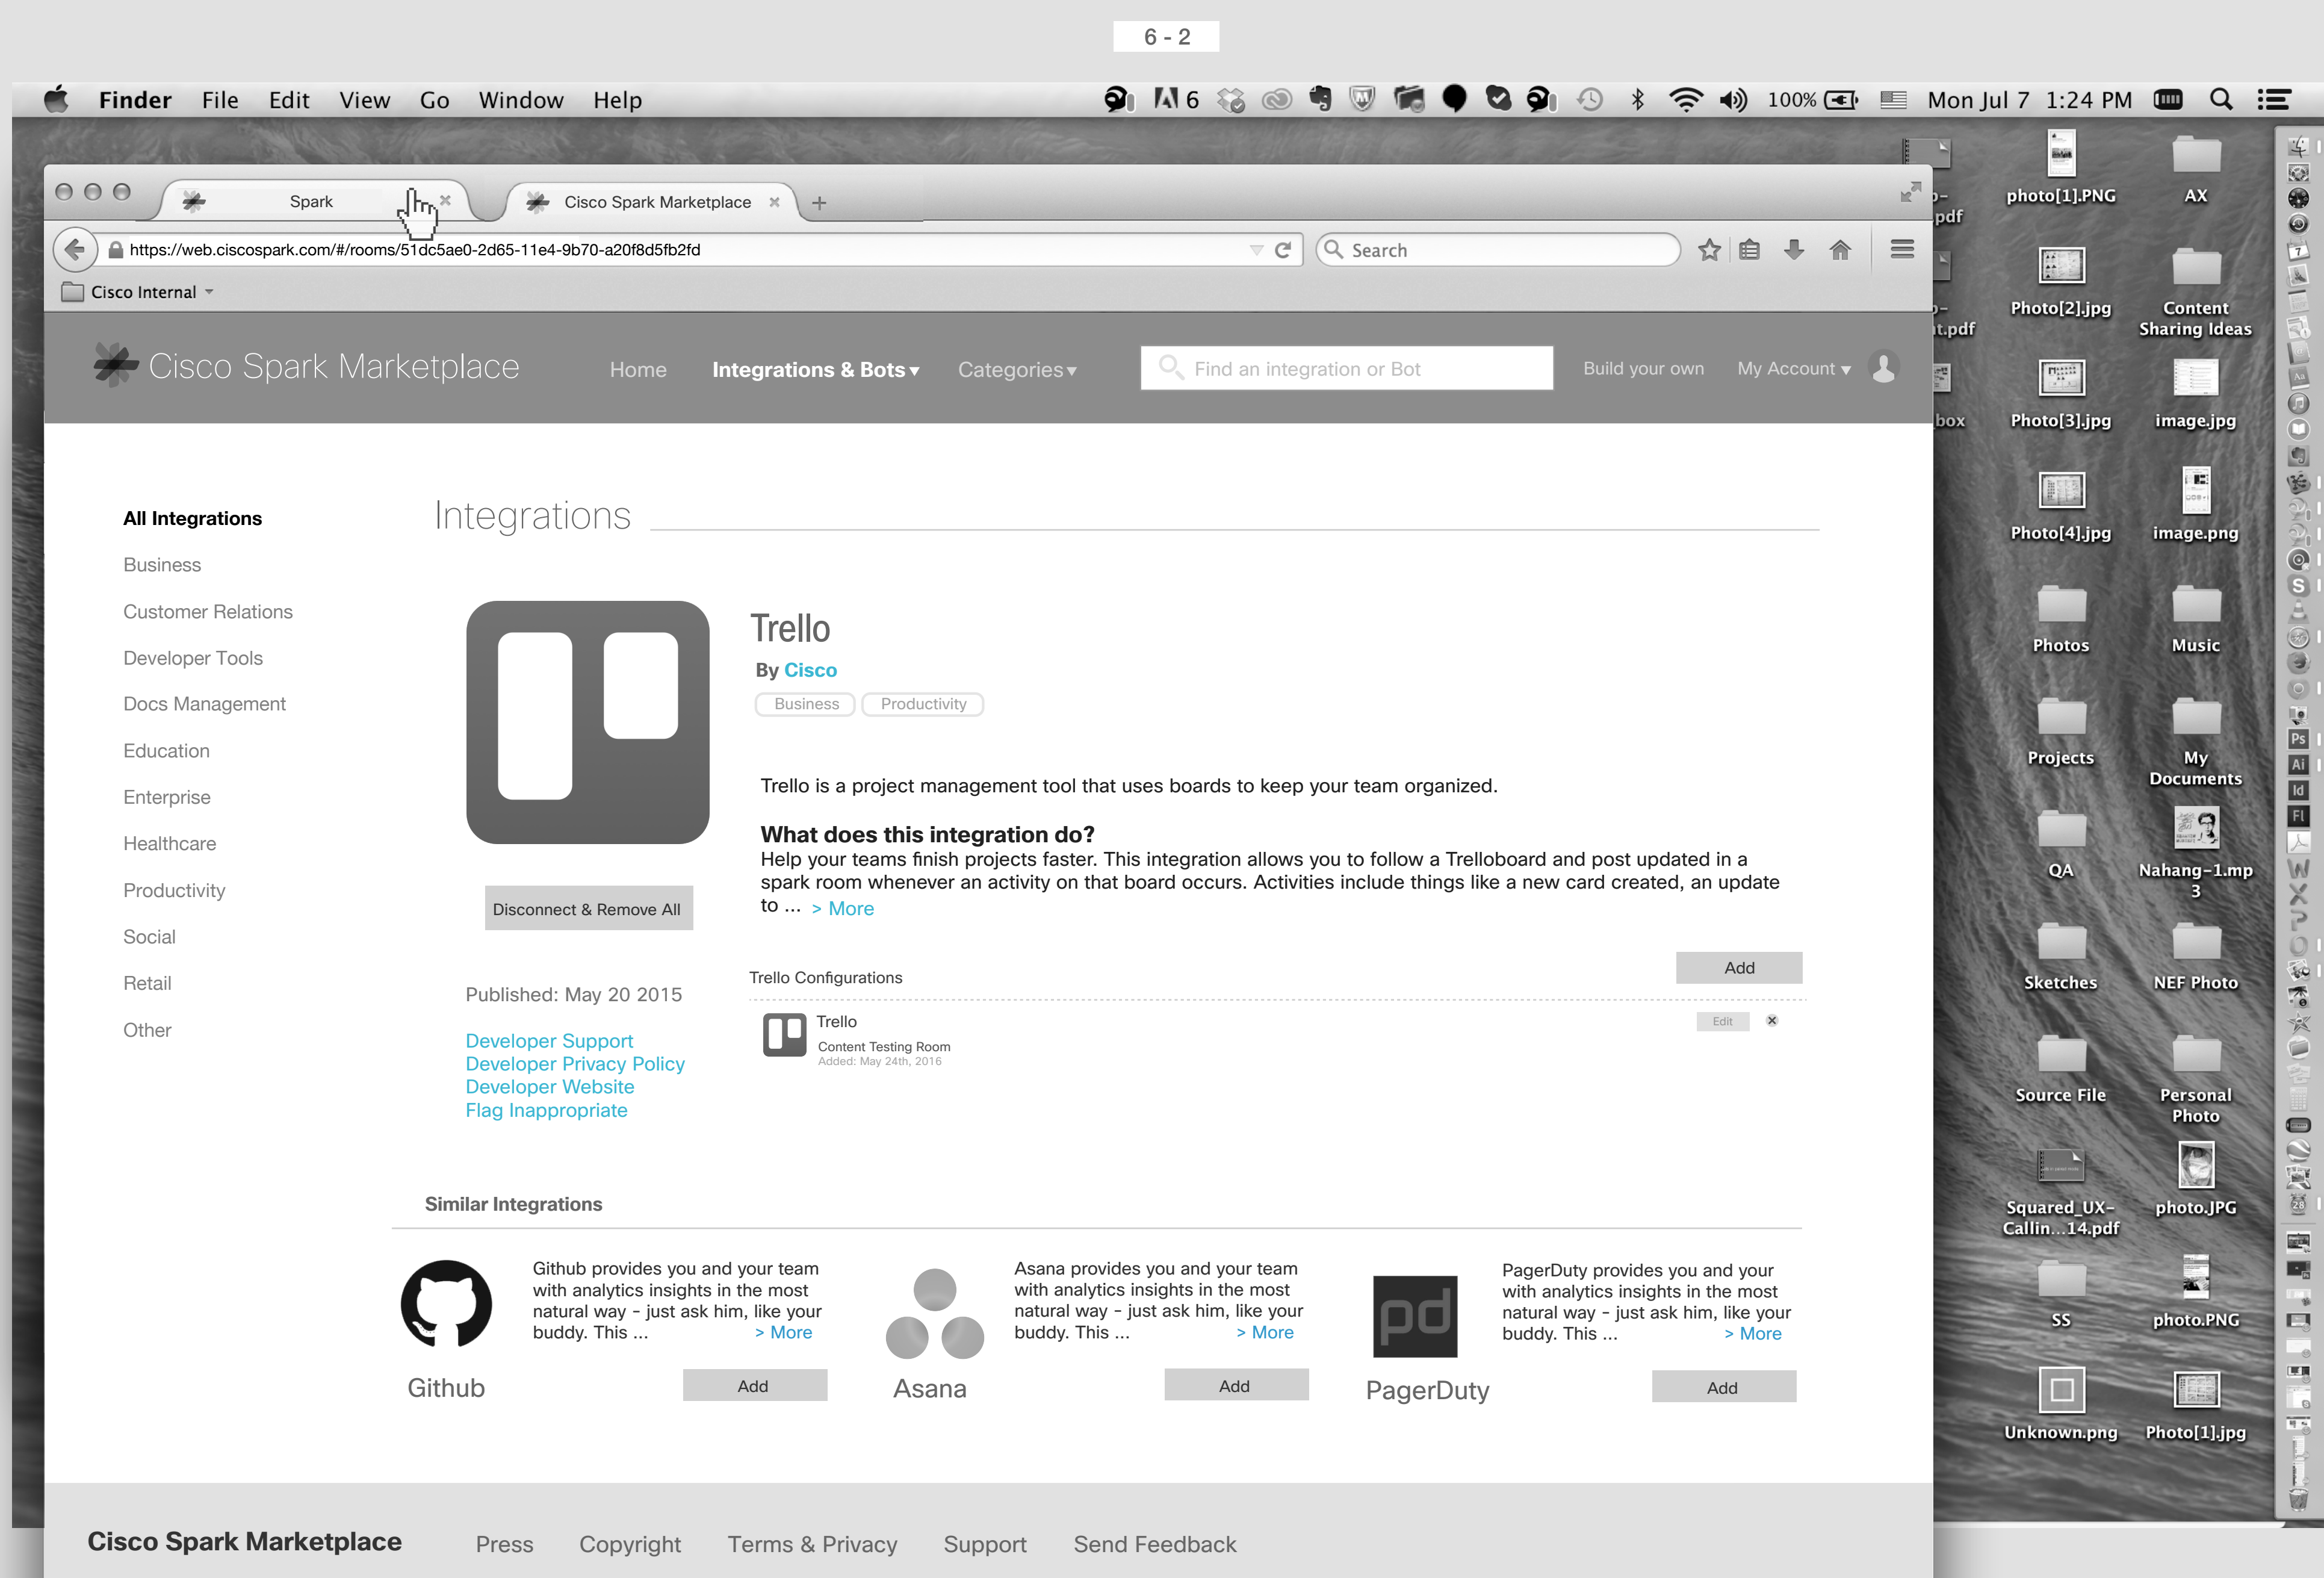 6 - 2
Finder File Edit View Go Window Help
6
100%
Mon Jul 7 1:24 PM
Spark
Cisco Spark Marketplace
https://web.ciscospark.com/#/rooms/51dc5ae0-2d65-11e4-9b70-a20f8d5fb2fd
Search
Cisco Internal
Cisco Spark Marketplace
Home
Integrations & Bots
Categories
Find an integration or Bot
Build your own
My Account
All Integrations
Business
Customer Relations
Developer Tools
Docs Management
Education
Enterprise
Healthcare
Productivity
Social
Retail
Other
Integrations
Trello
By Cisco
Business
Productivity
Trello is a project management tool that uses boards to keep your team organized.
What does this integration do?
Help your teams finish projects faster. This integration allows you to follow a Trelloboard and post updated in a
spark room whenever an activity on that board occurs. Activities include things like a new card created, an update
to ... > More
Disconnect & Remove All
Published: May 20 2015
Developer Support
Developer Privacy Policy
Developer Website
Flag Inappropriate
Trello Configurations
Add
Trello
Content Testing Room
Added: May 24th, 2016
Edit
Similar Integrations
Github provides you and your team
with analytics insights in the most
natural way - just ask him, like your
buddy. This ... > More
Github
Add
Asana provides you and your team
with analytics insights in the most
natural way - just ask him, like your
buddy. This ... > More
Asana
Add
pd
PagerDuty provides you and your
with analytics insights in the most
natural way - just ask him, like your
buddy. This ... > More
PagerDuty
Add
Cisco Spark Marketplace
Press
Copyright
Terms & Privacy
Support
Send Feedback
pdf
t.pdf
box
photo[1].PNG
AX
Photo[2].jpg
Content
Sharing Ideas
Photo[3].jpg
image.jpg
Photo[4].jpg
image.png
Photos
Music
Projects
My
Documents
QA
Nahang-1.mp
3
Sketches
NEF Photo
Source File
Personal
Photo
Squared_UX-
Callin...14.pdf
photo.JPG
SS
photo.PNG
Unknown.png
Photo[1].jpg
7
Aa
S
Ps
Ai
Id
Fl
W
X
P
O
28